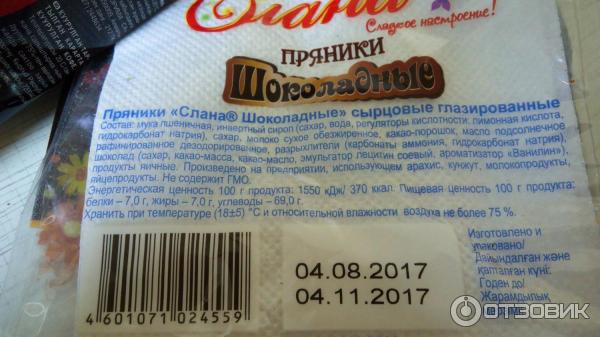 Слана
Сладкое настроение!
ПРЯНИКИ
Шоколадные
Пряники «Слана® Шоколадные» сырцовые глазированные
Состав: мука пшеничная, инвертный сироп (сахар, вода, регуляторы кислотности: лимонная кислота,
гидрокарбонат натрия), сахар, молоко сухое обезжиренное, какао-порошок, масло подсолнечное
рафинированное дезодорированное, разрыхлители (карбонаты аммония, гидрокарбонат натрия),
шоколад (сахар, какао-масса, какао-масло, эмульгатор лецитин соевый, ароматизатор «Ванилин»),
продукты яичные. Произведено на предприятии, использующем арахис, кунжут, молокопродукты,
яйцепродукты. Не содержит ГМО.
Энергетическая ценность 100 г продукта: 1550 кДж/ 370 ккал. Пищевая ценность 100 г продукта:
белки – 7,0 г, жиры – 7,0 г, углеводы – 69,0 г.
Хранить при температуре (18±5) °С и относительной влажности воздуха не более 75 %.
Изготовлено и
упаковано/
Дайындалған және
қапталған күні:
Годен до/
Жарамдылық
04.08.2017
04.11.2017
4 601071 024559
ОТЗОВИК